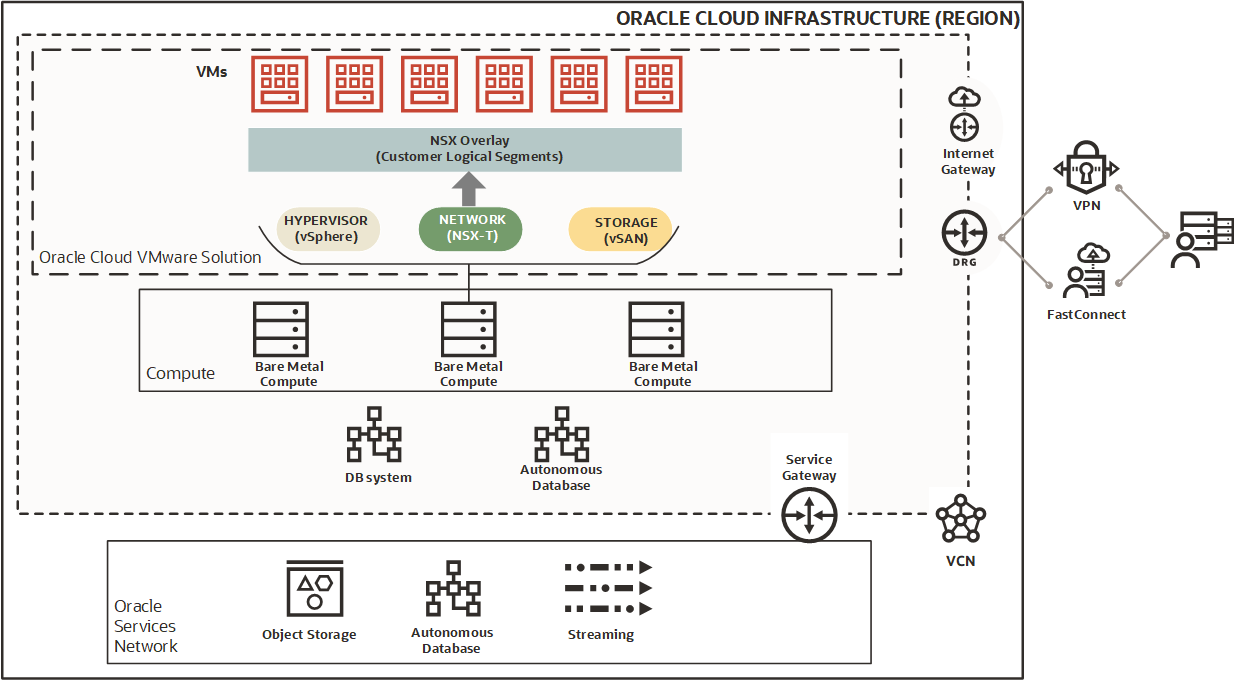 ORACLE CLOUD INFRASTRUCTURE (REGION)
VMs
NSX Overlay
(Customer Logical Segments)
HYPERVISOR
(vSphere)
NETWORK
(NSX-T)
STORAGE
(vSAN)
Oracle Cloud VMware Solution
Internet
Gateway
DRG
VPN
FastConnect
Bare Metal
Compute
Bare Metal
Compute
Bare Metal
Compute
Compute
DB system
Autonomous
Database
Service
Gateway
VCN
Oracle
Services
Network
Object Storage
Autonomous
Database
Streaming